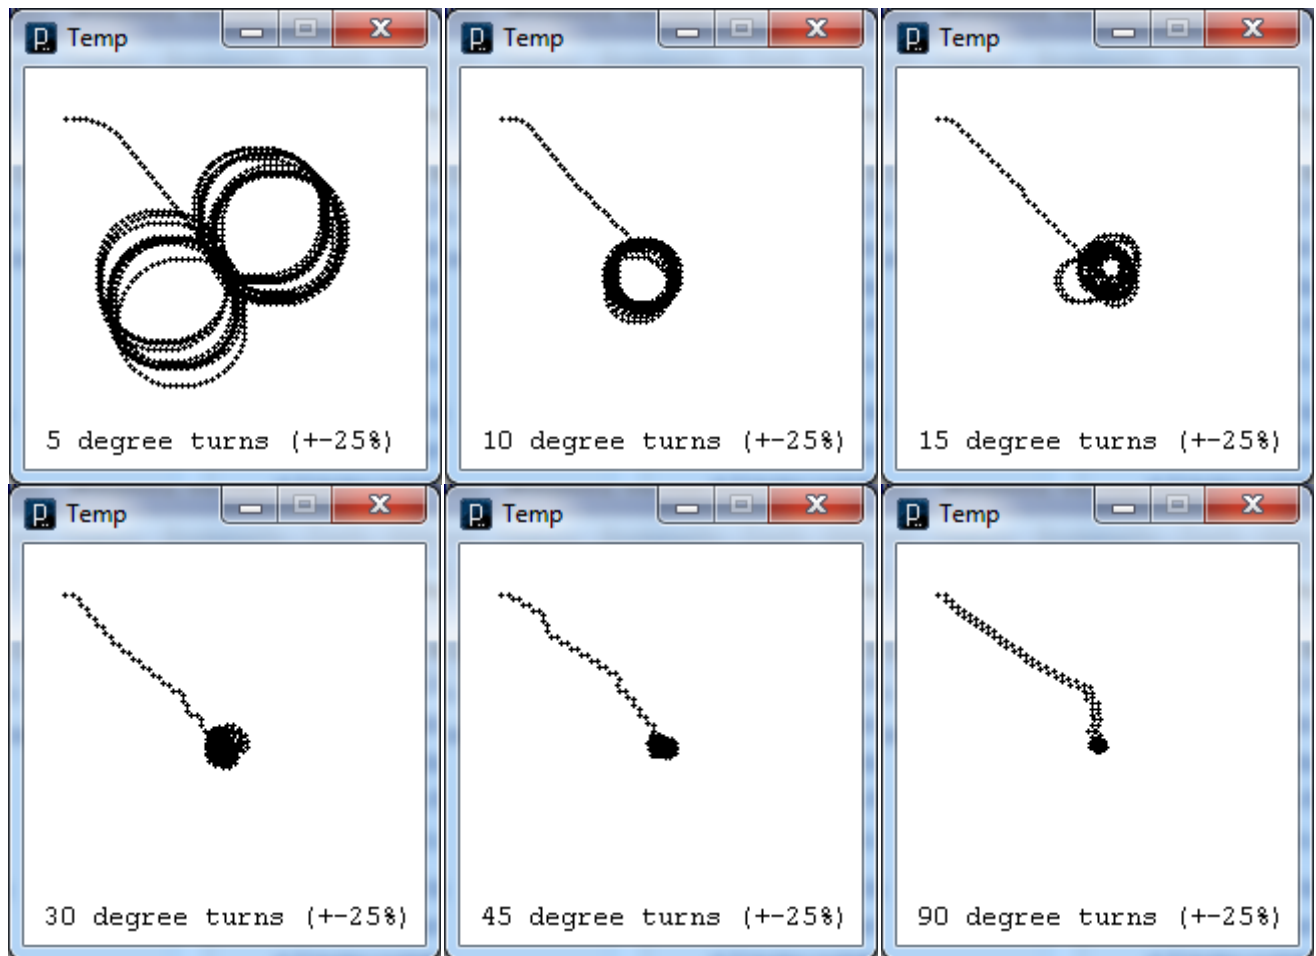 Temp
Temp
Temp
5 degree turns (+-25%)
10 degree turns (+-25%)
15 degree turns (+-25%)
Temp
Temp
Temp
30 degree turns (+-25%)
45 degree turns (+-25%)
90 degree turns (+-25%)